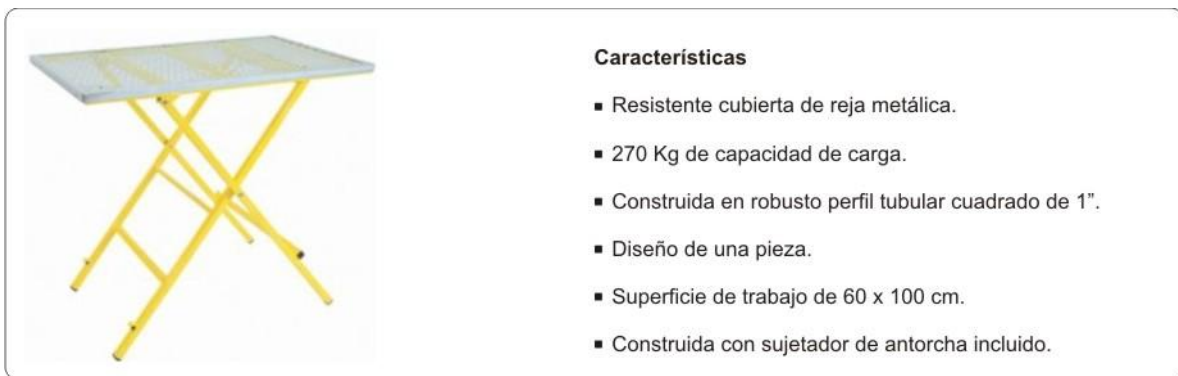 Características
▪ Resistente cubierta de reja metálica.
▪ 270 Kg de capacidad de carga.
▪ Construida en robusto perfil tubular cuadrado de 1”.
▪ Diseño de una pieza.
▪ Superficie de trabajo de 60 x 100 cm.
▪ Construida con sujetador de antorcha incluido.